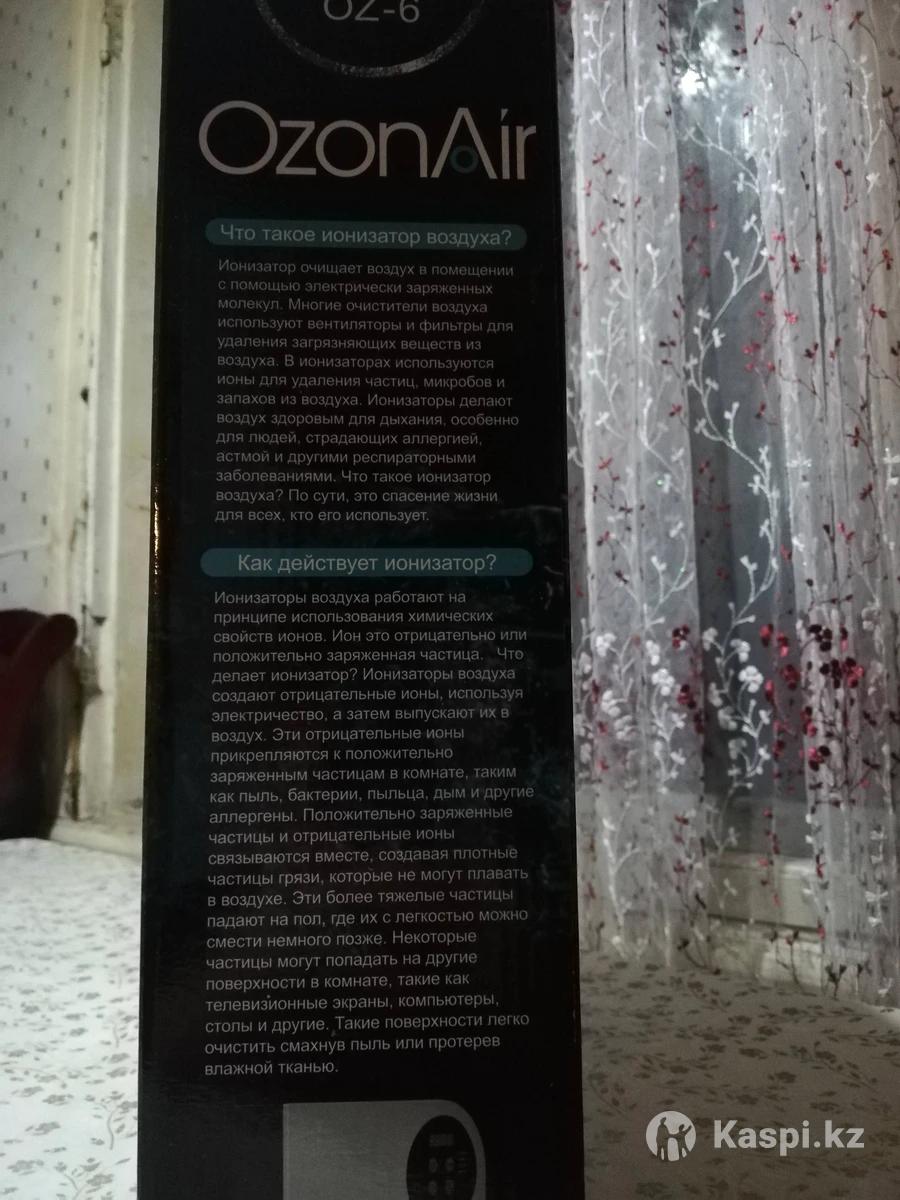 OZ-6
OzonAir
Что такое ионизатор воздуха?
Ионизатор очищает воздух в помещении
с помощью электрически заряженных
молекул. Многие очистители воздуха
используют вентиляторы и фильтры для
удаления загрязняющих веществ из
воздуха. В ионизаторах используются
ионы для удаления частиц, микробов и
запахов из воздуха. Ионизаторы делают
воздух здоровым для дыхания, особенно
для людей, страдающих аллергией,
астмой и другими респираторными
заболеваниями. Что такое ионизатор
воздуха? По сути, это спасение жизни
для всех, кто его использует.
Как действует ионизатор?
Ионизаторы воздуха работают на
принципе использования химических
свойств ионов. Ион это отрицательно или
положительно заряженная частица. Что
делает ионизатор? Ионизаторы воздуха
создают отрицательные ионы, используя
электричество, а затем выпускают их в
воздух. Эти отрицательные ионы
прикрепляются к положительно
заряженным частицам в комнате, таким
как пыль, бактерии, пыльца, дым и другие
аллергены. Положительно заряженные
частицы и отрицательные ионы
связываются вместе, создавая плотные
частицы грязи, которые не могут плавать
в воздухе. Эти более тяжелые частицы
падают на пол, где их с легкостью можно
смести немного позже. Некоторые
частицы могут попадать на другие
поверхности в комнате, такие как
телевизионные экраны, компьютеры,
столы и другие. Такие поверхности легко
очистить смахнув пыль или протерев
влажной тканью.
Kaspi.kz